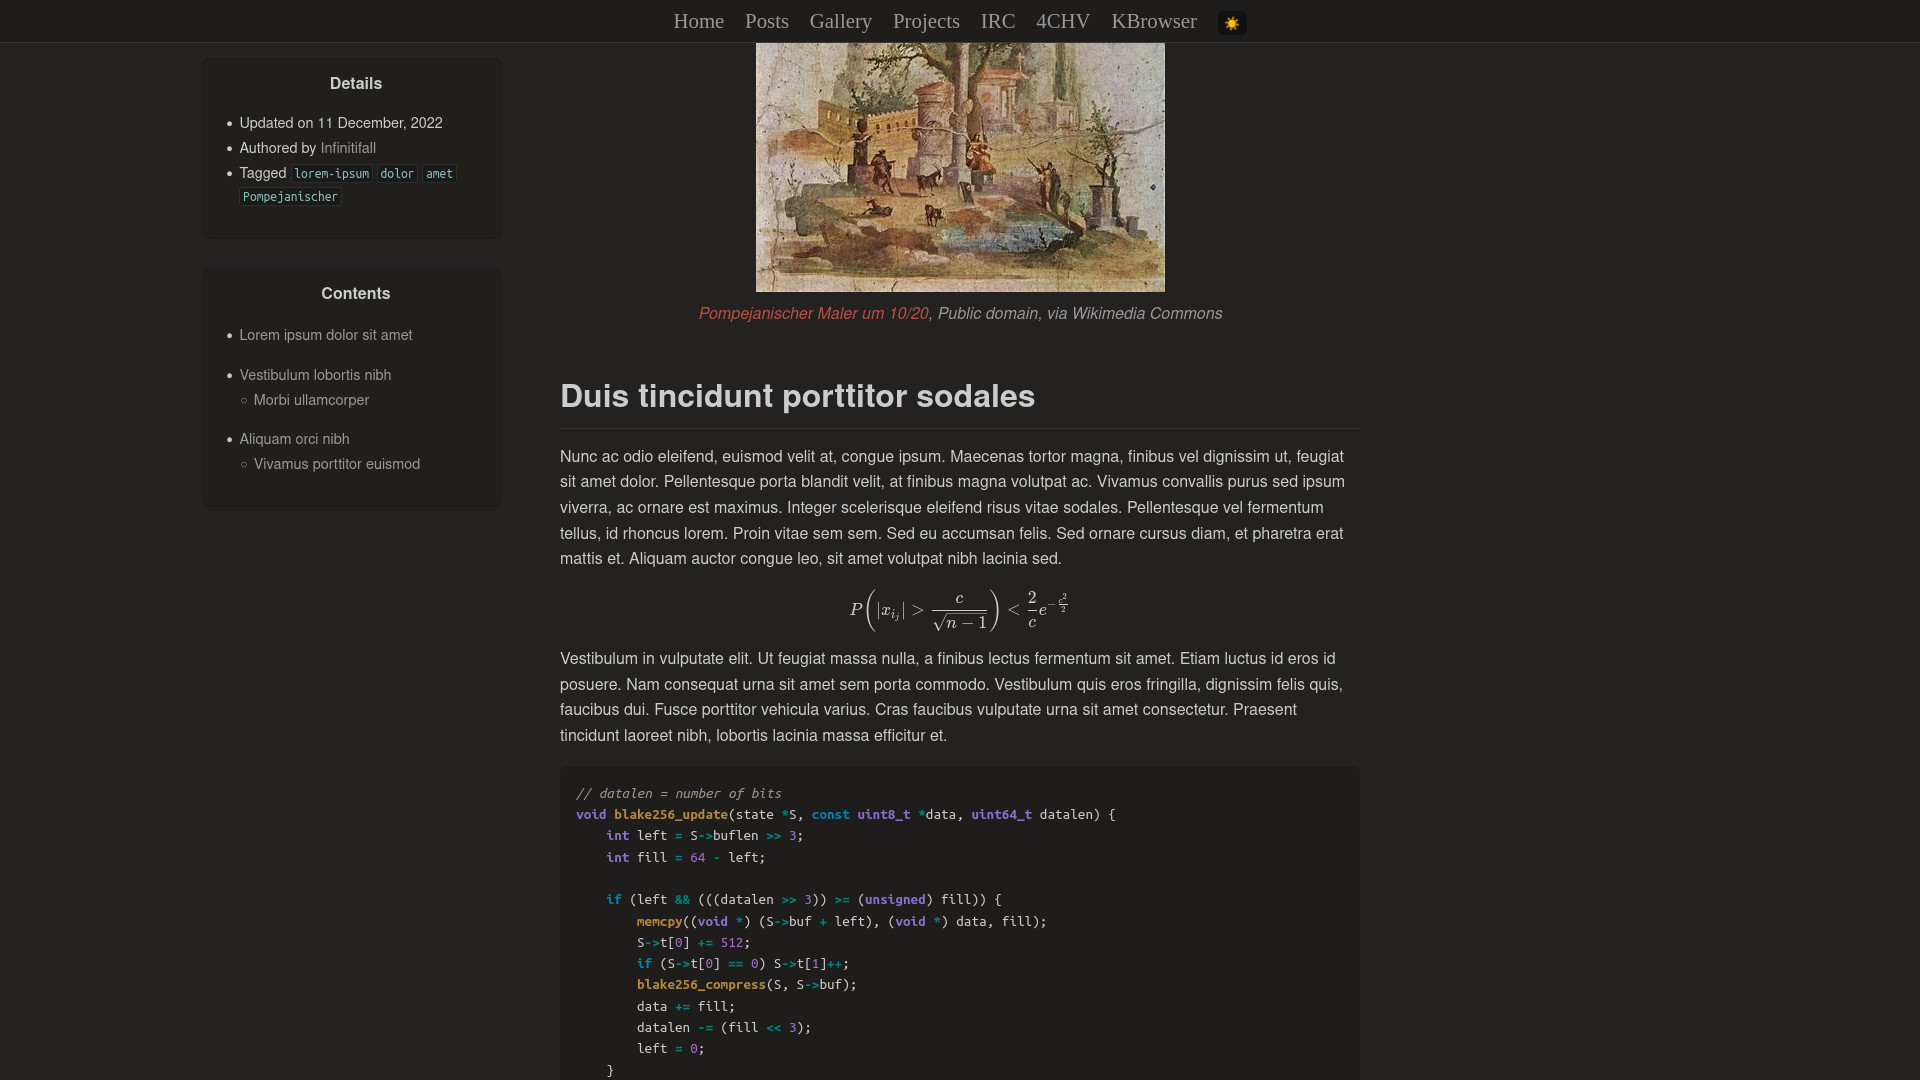 Home Posts Gallery Projects IRC 4CHV KBrowser
Details
Updated on 11 December, 2022
Authored by Infinitifall
Tagged lorem-ipsum dolor amet
Pompejanischer
Contents
Lorem ipsum dolor sit amet
Vestibulum lobortis nibh
Morbi ullamcorper
Aliquam orci nibh
Vivamus porttitor euismod
Pompejanischer Maler um 10/20, Public domain, via Wikimedia Commons
Duis tincidunt porttitor sodales
Nunc ac odio eleifend, euismod velit at, congue ipsum. Maecenas tortor magna, finibus vel dignissim ut, feugiat
sit amet dolor. Pellentesque porta blandit velit, at finibus magna volutpat ac. Vivamus convallis purus sed ipsum
viverra, ac ornare est maximus. Integer scelerisque eleifend risus vitae sodales. Pellentesque vel fermentum
tellus, id rhoncus lorem. Proin vitae sem sem. Sed eu accumsan felis. Sed ornare cursus diam, et pharetra erat
mattis et. Aliquam auctor congue leo, sit amet volutpat nibh lacinia sed.
P(|x_{i_j}| > c/√(n − 1)) < 2/c e^{−c²/2}
Vestibulum in vulputate elit. Ut feugiat massa nulla, a finibus lectus fermentum sit amet. Etiam luctus id eros id
posuere. Nam consequat urna sit amet sem porta commodo. Vestibulum quis eros fringilla, dignissim felis quis,
faucibus dui. Fusce porttitor vehicula varius. Cras faucibus vulputate urna sit amet consectetur. Praesent
tincidunt laoreet nibh, lobortis lacinia massa efficitur et.
// datalen = number of bits
void blake256_update(state *S, const uint8_t *data, uint64_t datalen) {
    int left = S->buflen >> 3;
    int fill = 64 - left;
    if (left && (((datalen >> 3)) >= (unsigned) fill)) {
        memcpy((void *) (S->buf + left), (void *) data, fill);
        S->t[0] += 512;
        if (S->t[0] == 0) S->t[1]++;
        blake256_compress(S, S->buf);
        data += fill;
        datalen -= (fill << 3);
        left = 0;
    }